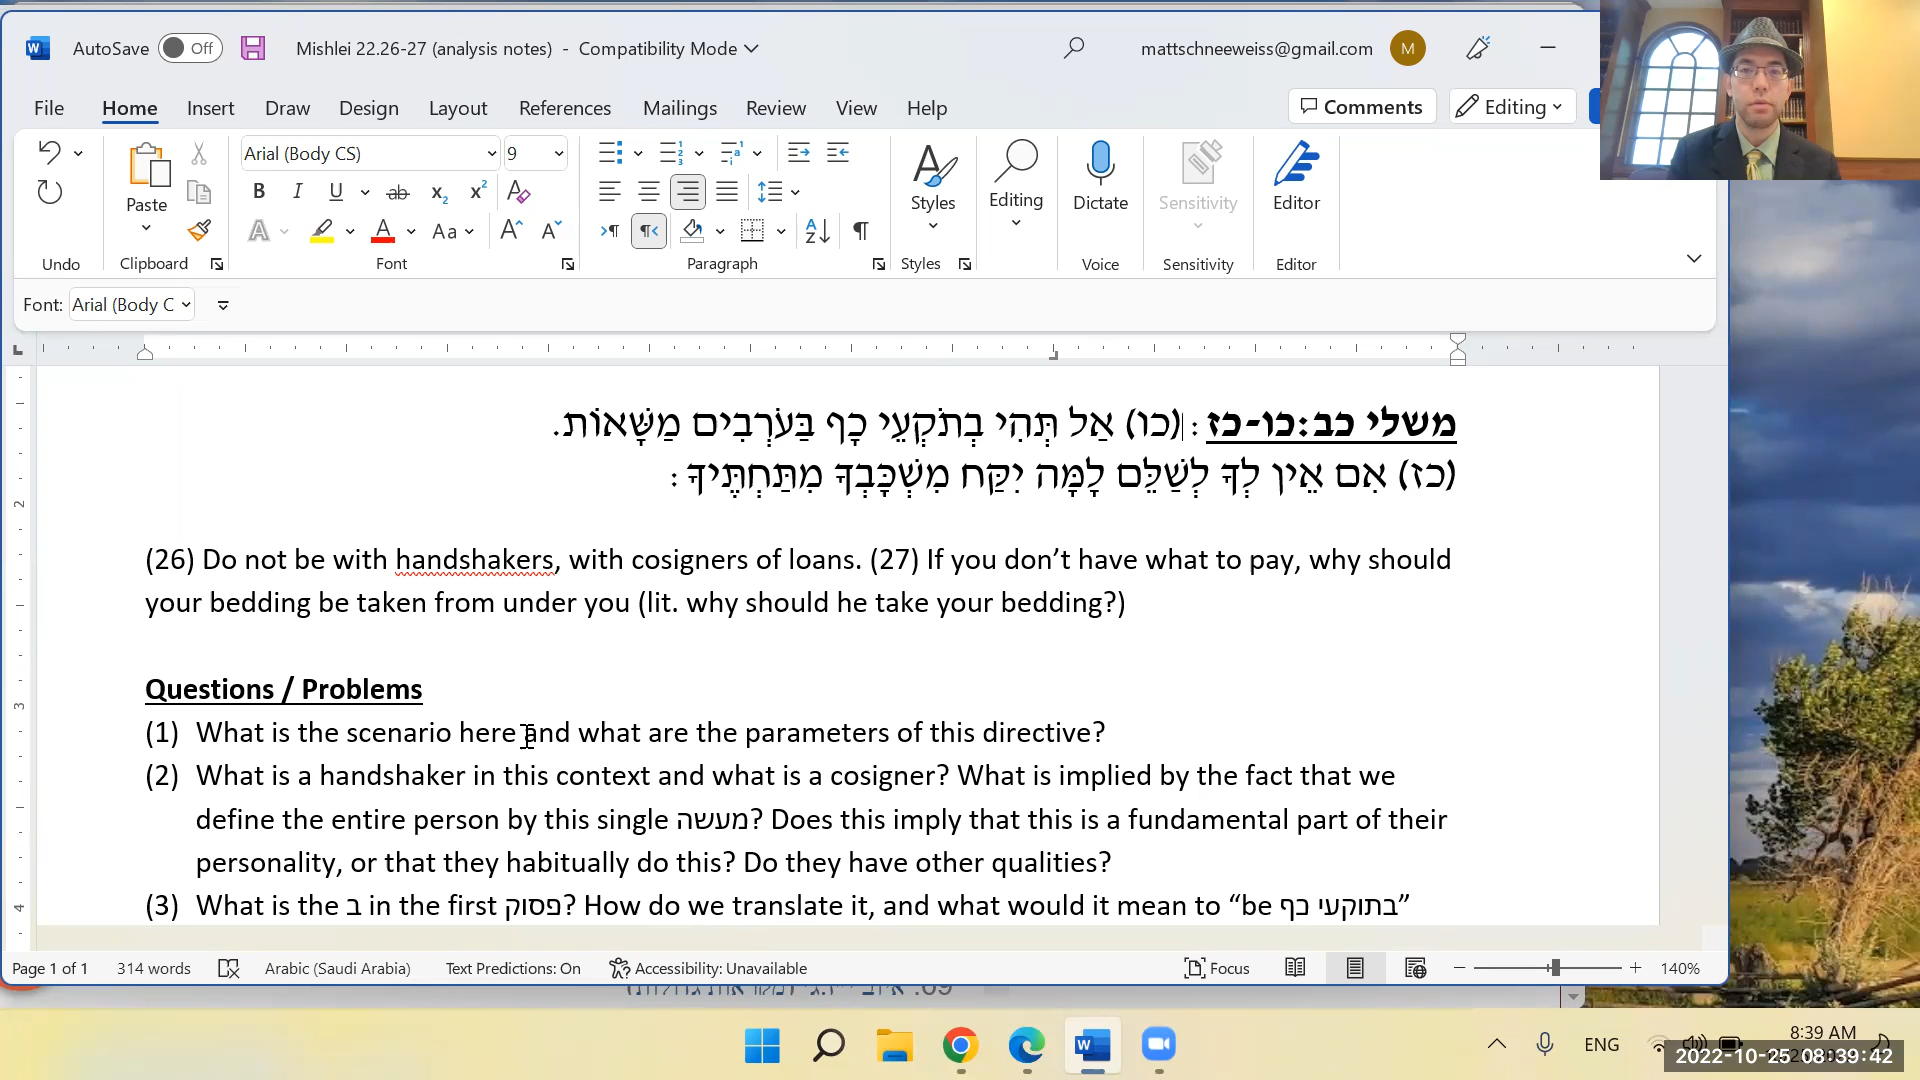 AutoSave Off Mishlei 22.26-27 (analysis notes) - Compatibility Mode mattschneeweiss@gmail.com M
File Home Insert Draw Design Layout References Mailings Review View Help Comments Editing
Arial (Body CS) 9
Paste Styles Editing Dictate Sensitivity Editor
Undo Clipboard Font Paragraph Styles Voice Sensitivity Editor
Font: Arial (Body C
משלי כב:כו-כז: (כו) אַל תְּהִי בְתֹקְעֵי כָף בַּעֹרְבִים מַשָּׁאוֹת.
(כז) אִם אֵין לְךָ לְשַׁלֵּם לָמָּה יִקַּח מִשְׁכָּבְךָ מִתַּחְתֶּיךָ:
(26) Do not be with handshakers, with cosigners of loans. (27) If you don’t have what to pay, why should
your bedding be taken from under you (lit. why should he take your bedding?)
Questions / Problems
(1) What is the scenario here and what are the parameters of this directive?
(2) What is a handshaker in this context and what is a cosigner? What is implied by the fact that we
define the entire person by this single מעשה? Does this imply that this is a fundamental part of their
personality, or that they habitually do this? Do they have other qualities?
(3) What is the ב in the first פסוק? How do we translate it, and what would it mean to “be בתוקעי כף”
Page 1 of 1 314 words Arabic (Saudi Arabia) Text Predictions: On Accessibility: Unavailable Focus 140%
ENG 8:39 AM
2022-10-25 08:39:42